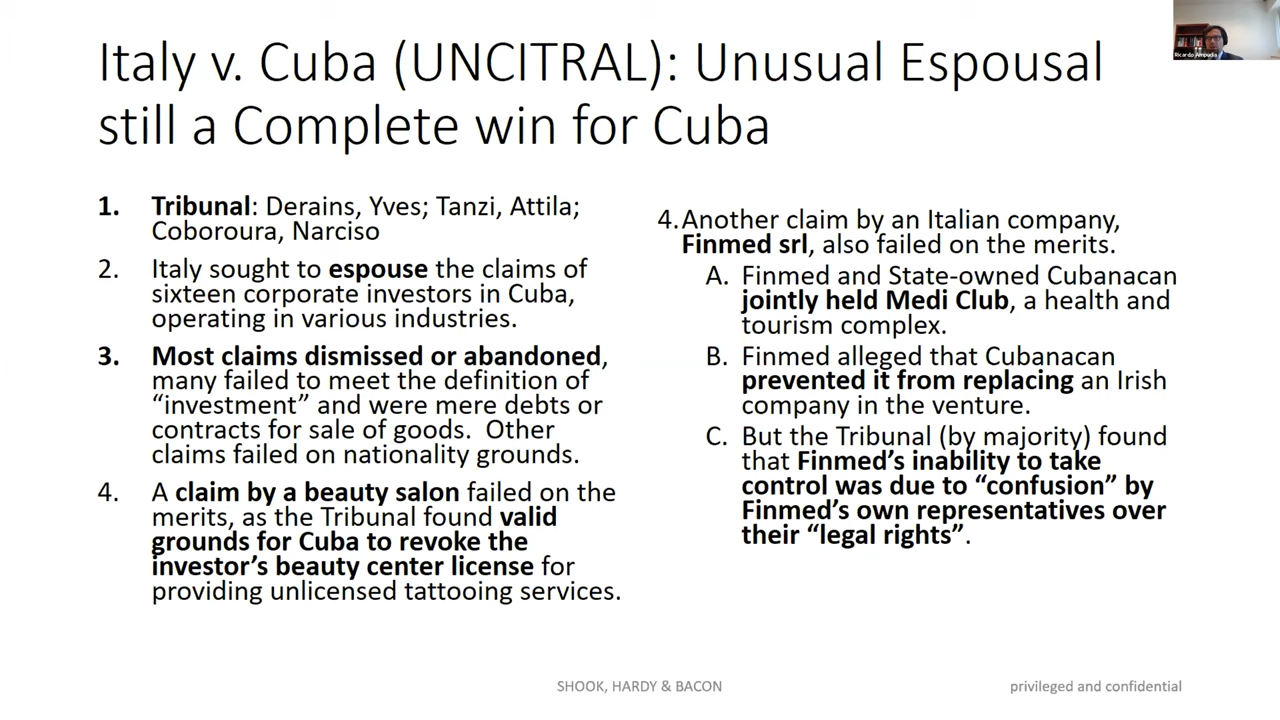 Italy v. Cuba (UNCITRAL): Unusual Espousal
still a Complete win for Cuba
1. Tribunal: Derains, Yves; Tanzi, Attila;
Coboroura, Narciso
2. Italy sought to espouse the claims of
sixteen corporate investors in Cuba,
operating in various industries.
3. Most claims dismissed or abandoned,
many failed to meet the definition of
“investment” and were mere debts or
contracts for sale of goods. Other
claims failed on nationality grounds.
4. A claim by a beauty salon failed on the
merits, as the Tribunal found valid
grounds for Cuba to revoke the
investor’s beauty center license for
providing unlicensed tattooing services.
4. Another claim by an Italian company,
Finmed srl, also failed on the merits.
A. Finmed and State-owned Cubanacan
jointly held Medi Club, a health and
tourism complex.
B. Finmed alleged that Cubanacan
prevented it from replacing an Irish
company in the venture.
C. But the Tribunal (by majority) found
that Finmed’s inability to take
control was due to “confusion” by
Finmed’s own representatives over
their “legal rights”.
SHOOK, HARDY & BACON
privileged and confidential
Ricardo Ampudia